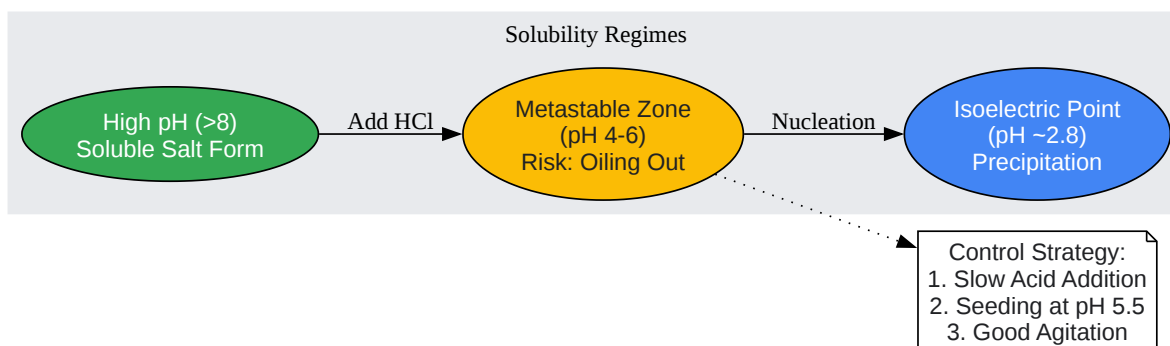 Solubility Regimes
High pH (>8)
Soluble Salt Form
Add HCl
Metastable Zone
(pH 4-6)
Risk: Oiling Out
Nucleation
Isoelectric Point
(pH ~2.8)
Precipitation
Control Strategy:
1. Slow Acid Addition
2. Seeding at pH 5.5
3. Good Agitation